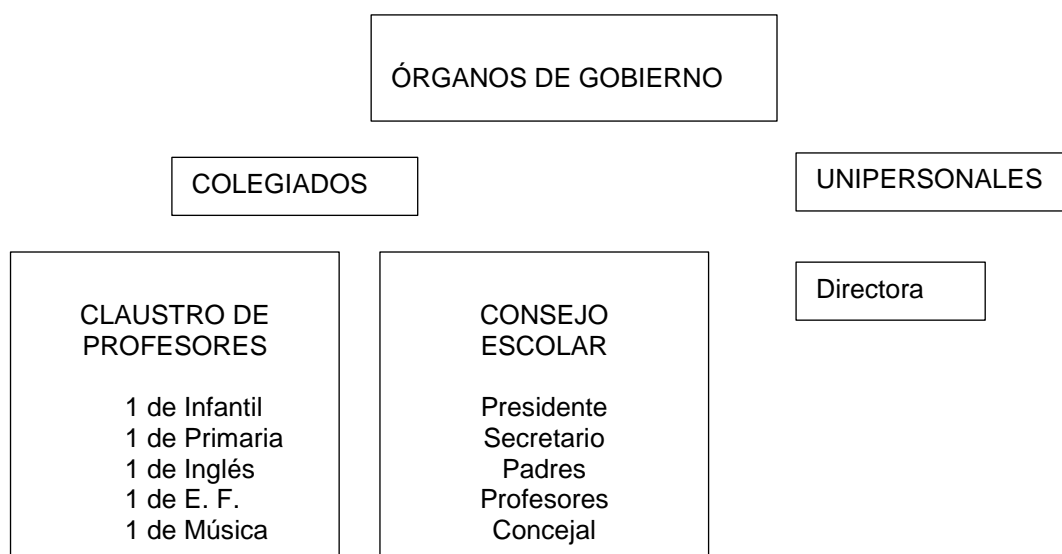 ÓRGANOS DE GOBIERNO
COLEGIADOS
UNIPERSONALES
CLAUSTRO DE
PROFESORES
1 de Infantil
1 de Primaria
1 de Inglés
1 de E. F.
1 de Música
CONSEJO
ESCOLAR
Presidente
Secretario
Padres
Profesores
Concejal
Directora